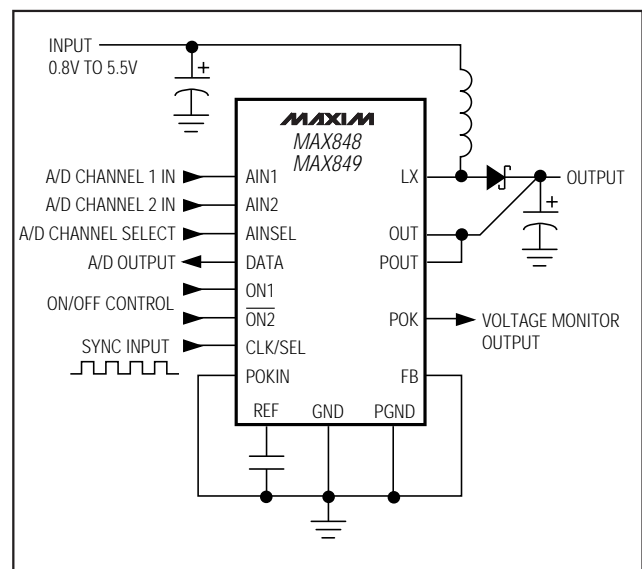 INPUT
0.8V TO 5.5V
+
MAXIM
MAX848
MAX849
A/D CHANNEL 1 IN
AIN1
LX
OUTPUT
A/D CHANNEL 2 IN
AIN2
+
A/D CHANNEL SELECT
AINSEL
OUT
A/D OUTPUT
DATA
POUT
ON/OFF CONTROL
ON1
ON2
POK
VOLTAGE MONITOR
OUTPUT
SYNC INPUT
CLK/SEL
POKIN
FB
REF
GND
PGND